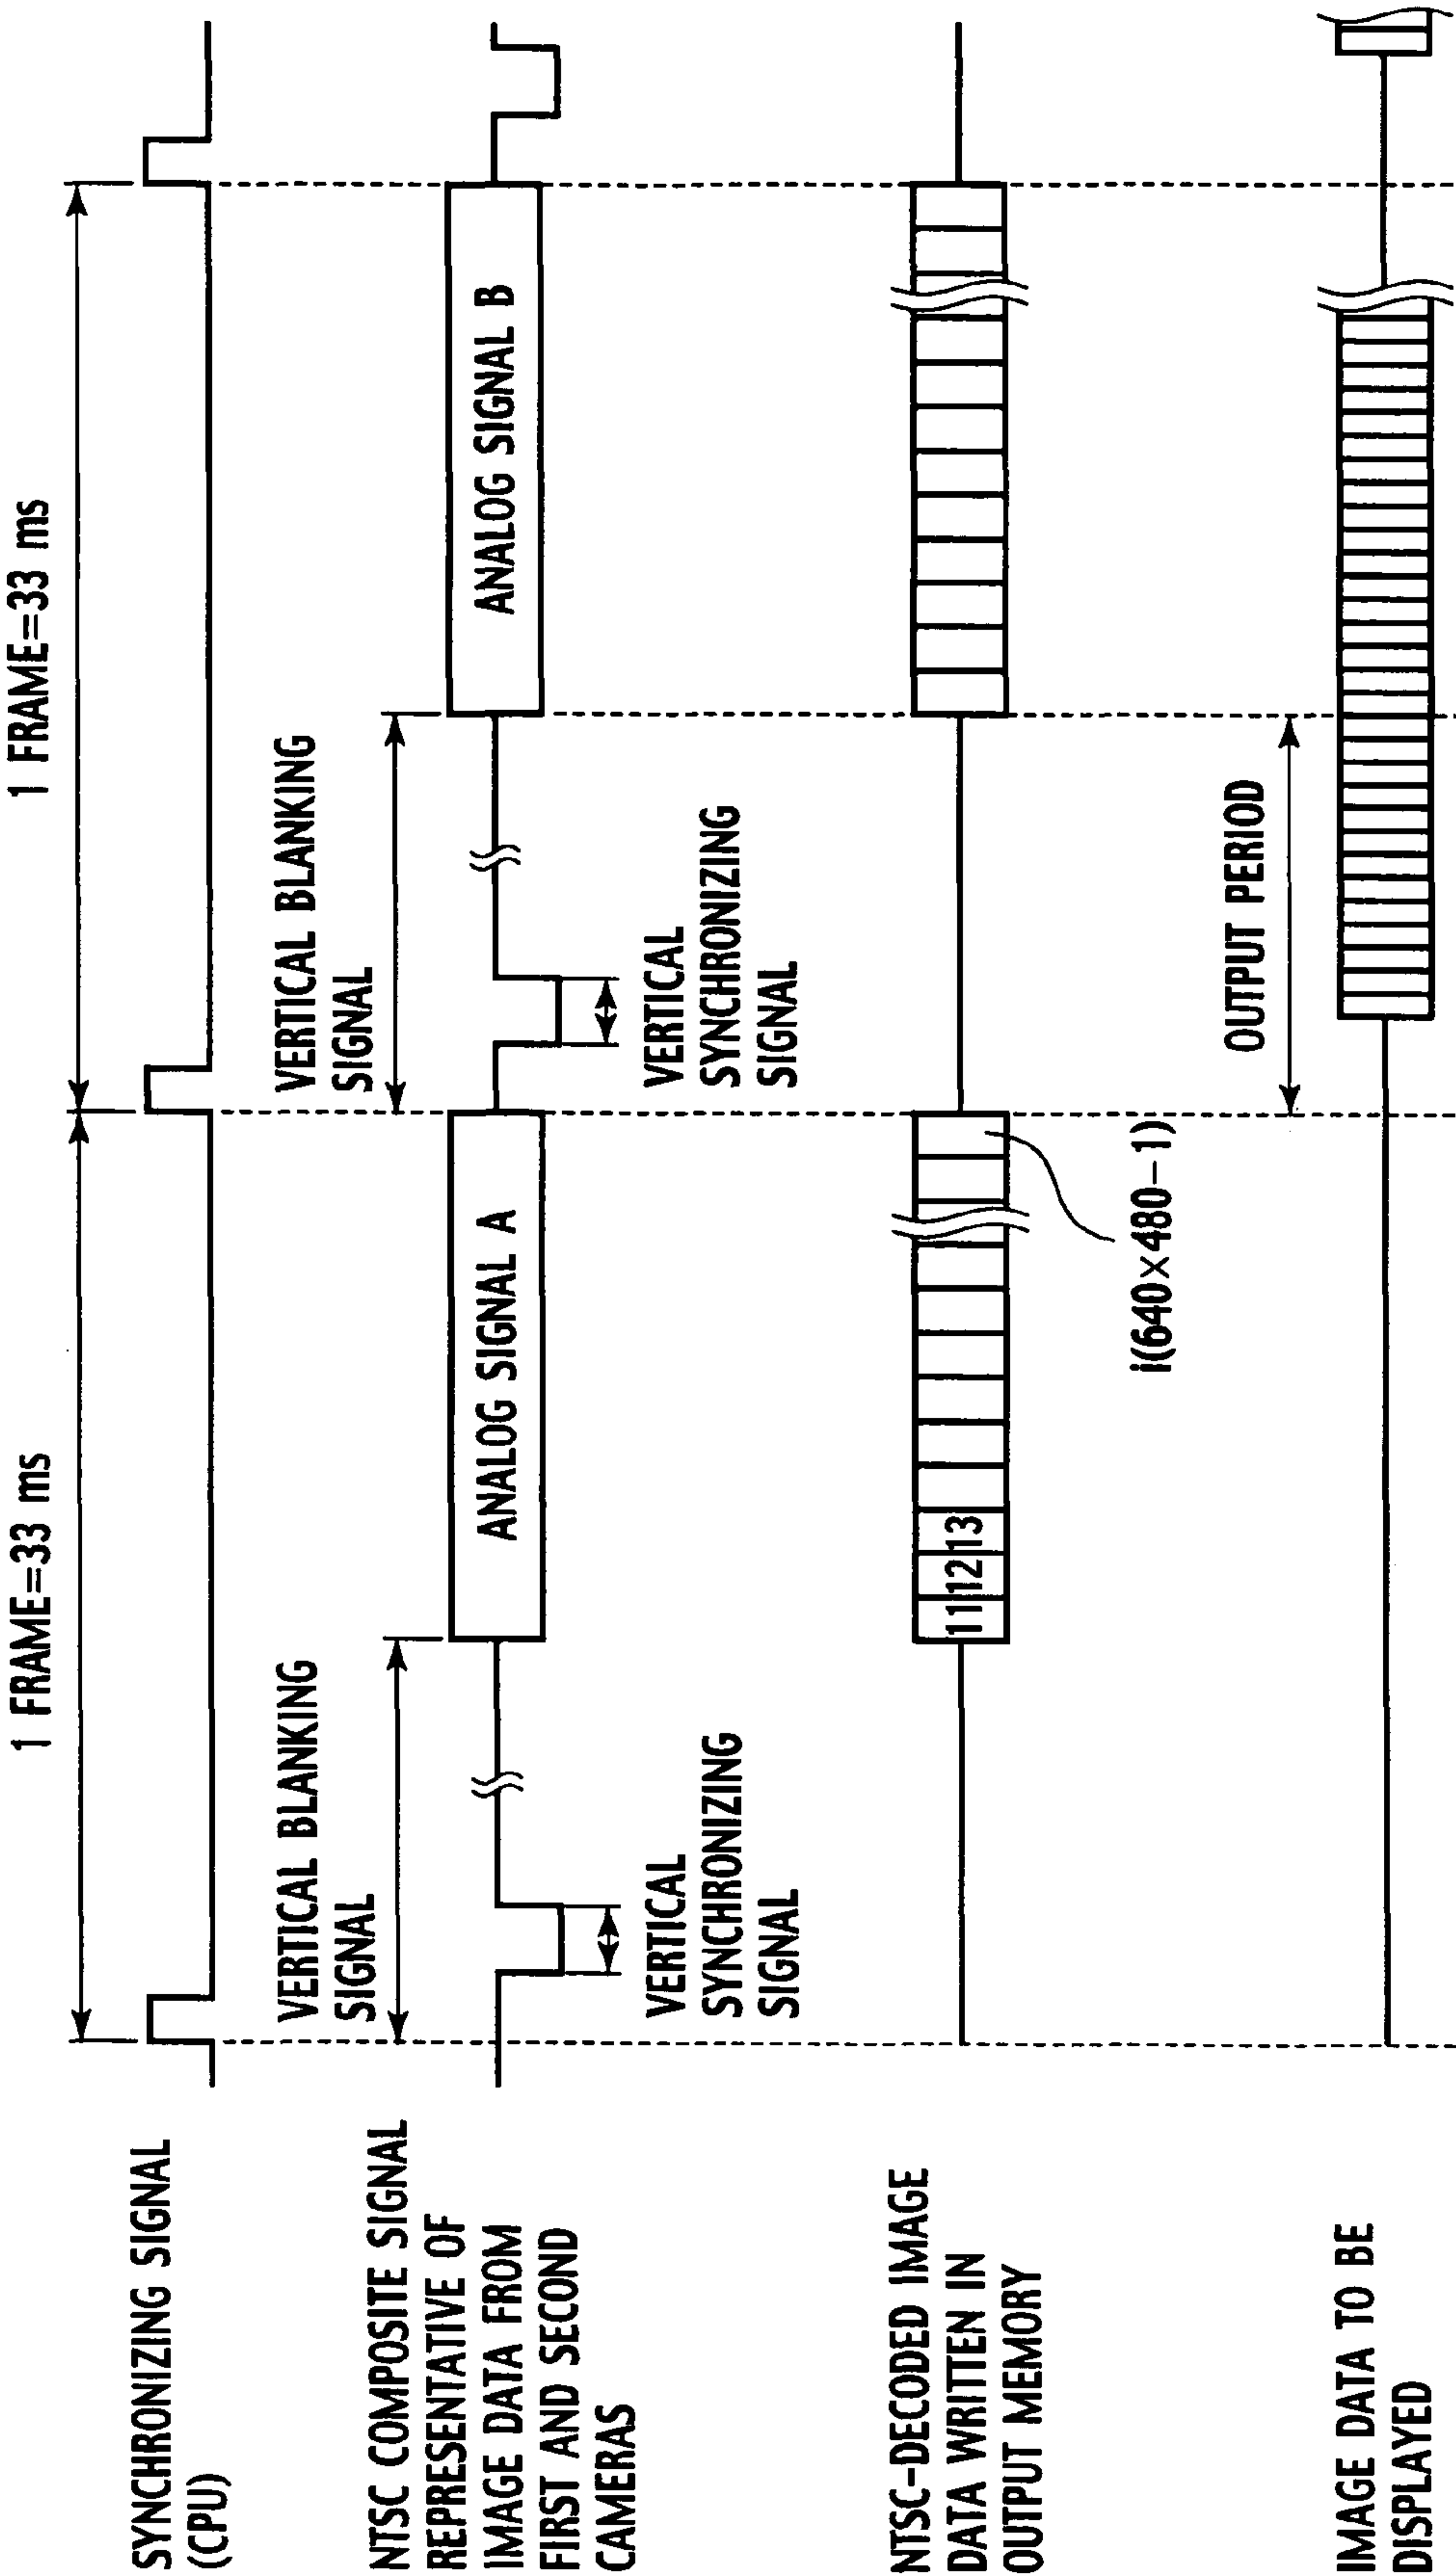 1 FRAME=33 ms
1 FRAME=33 ms
SYNCHRONIZING SIGNAL
(CPU)
VERTICAL BLANKING
SIGNAL
VERTICAL BLANKING
SIGNAL
NTSC COMPOSITE SIGNAL
REPRESENTATIVE OF
IMAGE DATA FROM
FIRST AND SECOND
CAMERAS
ANALOG SIGNAL A
ANALOG SIGNAL B
VERTICAL
SYNCHRONIZING
SIGNAL
VERTICAL
SYNCHRONIZING
SIGNAL
NTSC-DECODED IMAGE
DATA WRITTEN IN
OUTPUT MEMORY
11 12 13
i(640×480-1)
OUTPUT PERIOD
IMAGE DATA TO BE
DISPLAYED